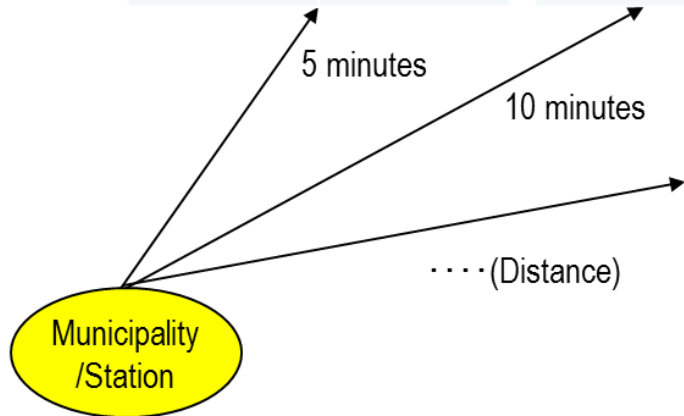 5 minutes
10 minutes
····(Distance)
Municipality
/Station